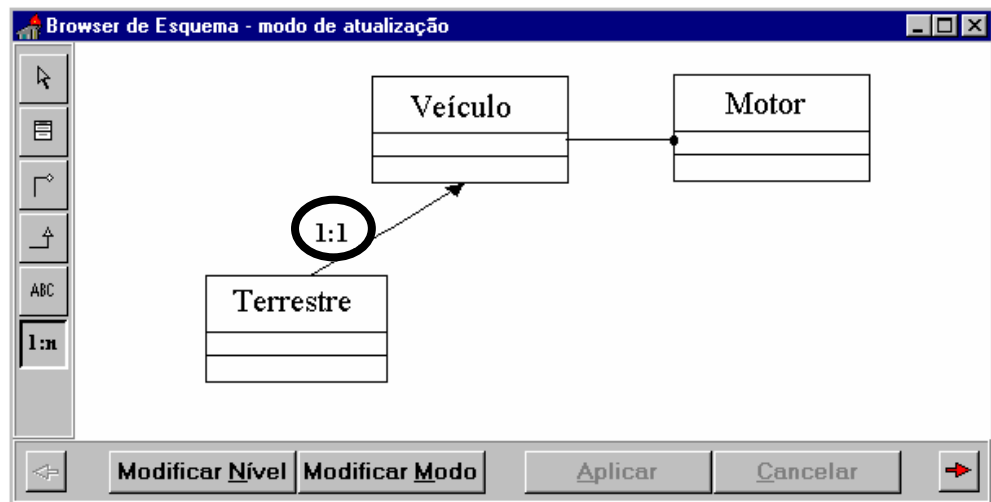 Browser de Esquema - modo de atualização
Veículo
Motor
1:1
Terrestre
ABC
1:n
Modificar Nível
Modificar Modo
Aplicar
Cancelar